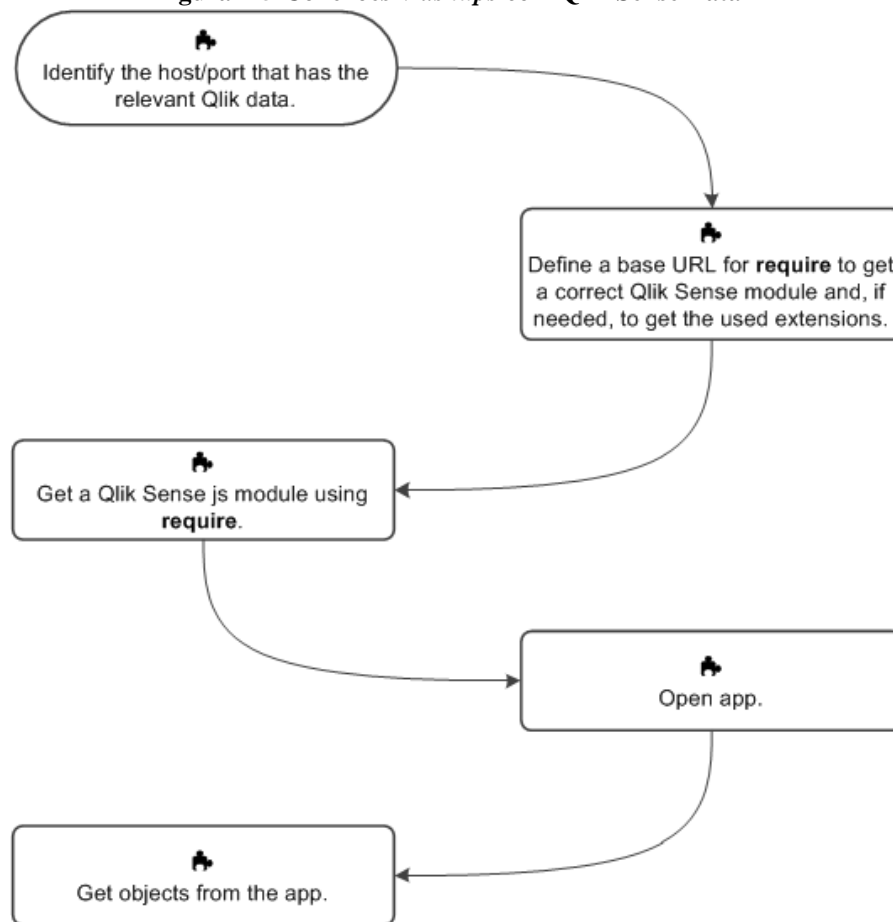 Identify the host/port that has the
relevant Qlik data.
Define a base URL for require to get
a correct Qlik Sense module and, if
needed, to get the used extensions.
Get a Qlik Sense js module using
require.
Open app.
Get objects from the app.